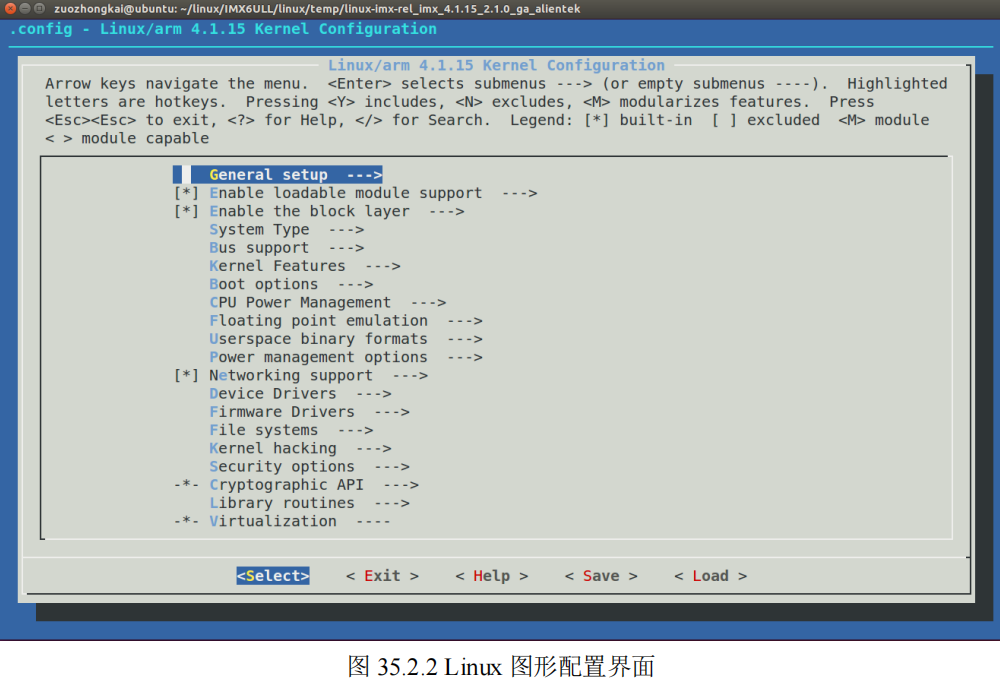 zuozhongkai@ubuntu: ~/linux/IMX6ULL/linux/temp/linux-imx-rel_imx_4.1.15_2.1.0_ga_alientek
.config - Linux/arm 4.1.15 Kernel Configuration
Linux/arm 4.1.15 Kernel Configuration
Arrow keys navigate the menu.  <Enter> selects submenus ---> (or empty submenus ----).  Highlighted
letters are hotkeys.  Pressing <Y> includes, <N> excludes, <M> modularizes features.  Press
<Esc><Esc> to exit, <?> for Help, </> for Search.  Legend: [*] built-in  [ ] excluded  <M> module
< > module capable
General setup  --->
[*] Enable loadable module support  --->
[*] Enable the block layer  --->
System Type  --->
Bus support  --->
Kernel Features  --->
Boot options  --->
CPU Power Management  --->
Floating point emulation  --->
Userspace binary formats  --->
Power management options  --->
[*] Networking support  --->
Device Drivers  --->
Firmware Drivers  --->
File systems  --->
Kernel hacking  --->
Security options  --->
-*- Cryptographic API  --->
Library routines  --->
-*- Virtualization  ----
<Select>    < Exit >    < Help >    < Save >    < Load >
图 35.2.2 Linux 图形配置界面